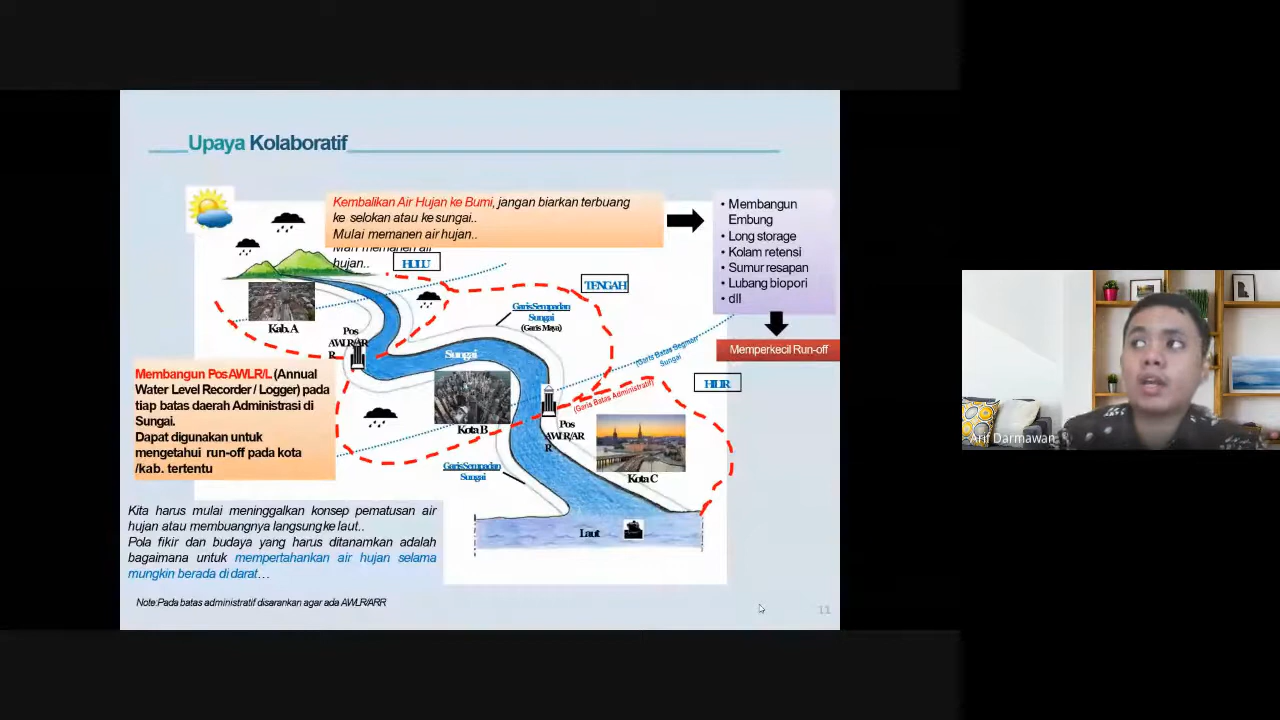 Upaya Kolaboratif
Kembalikan Air Hujan ke Bumi, jangan biarkan terbuang
ke selokan atau ke sungai..
Mulai memanen air hujan..
Mari memanen air
hujan..
• Membangun
Embung
• Long storage
• Kolam retensi
• Sumur resapan
• Lubang biopori
• dll
Memperkecil Run-off
HULU
TENGAH
HILIR
Garis Sempadan
Sungai
(Garis Maya)
Kab. A
Pos
AWLR/AR
R
Sungai
(Garis Batas Segmen
Sungai
(Garis Batas Administratif)
Membangun Pos AWLR/L (Annual
Water Level Recorder / Logger) pada
tiap batas daerah Administrasi di
Sungai.
Dapat digunakan untuk
mengetahui run-off pada kota
/kab. tertentu
Kota B
Pos
AWLR/AR
R
Kota C
Garis Sempadan
Sungai
Laut
Kita harus mulai meninggalkan konsep pematusan air
hujan atau membuangnya langsung ke laut..
Pola fikir dan budaya yang harus ditanamkan adalah
bagaimana untuk mempertahankan air hujan selama
mungkin berada di darat…
Note:Pada batas administratif disarankan agar ada AWLR/ARR
11
Arif Darmawan